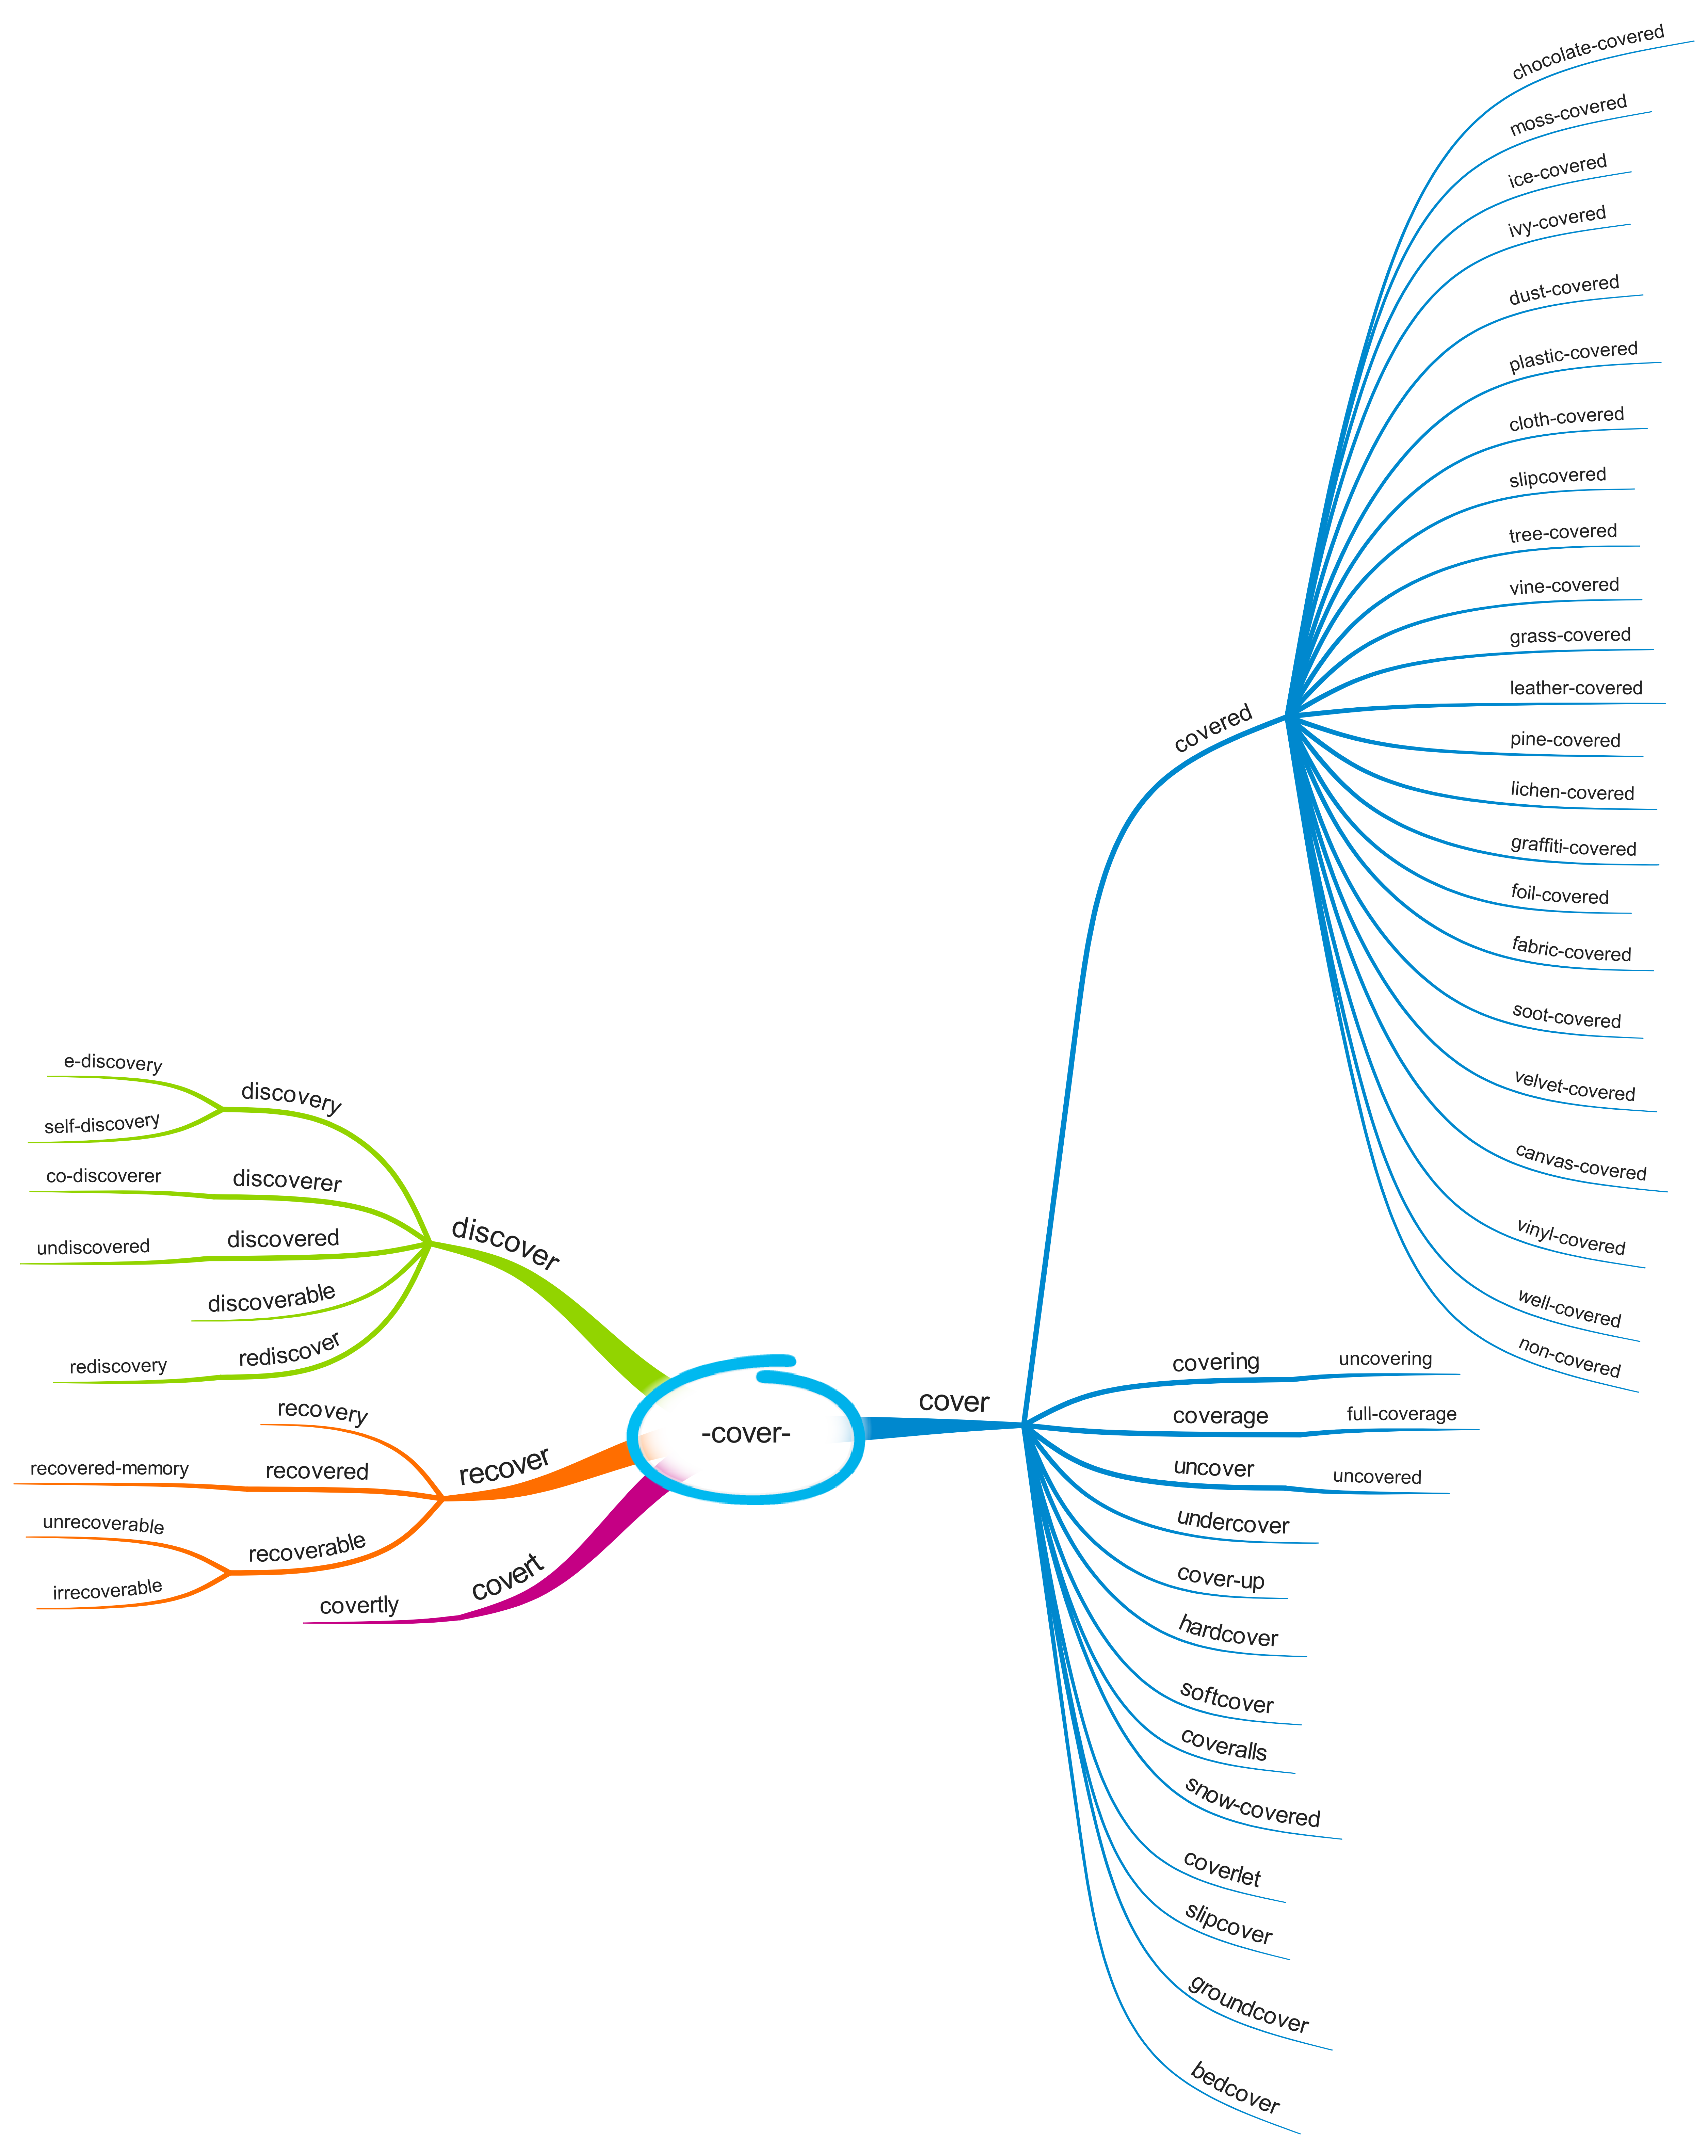 -cover-
cover
covered
chocolate-covered
moss-covered
ice-covered
ivy-covered
dust-covered
plastic-covered
cloth-covered
slipcovered
tree-covered
vine-covered
grass-covered
leather-covered
pine-covered
lichen-covered
graffiti-covered
foil-covered
fabric-covered
soot-covered
velvet-covered
canvas-covered
vinyl-covered
well-covered
non-covered
covering
uncovering
coverage
full-coverage
uncover
uncovered
undercover
cover-up
hardcover
softcover
coveralls
snow-covered
coverlet
slipcover
groundcover
bedcover
discover
discovery
e-discovery
self-discovery
discoverer
co-discoverer
discovered
undiscovered
discoverable
rediscover
rediscovery
recover
recovery
recovered
recovered-memory
recoverable
unrecoverable
irrecoverable
covert
covertly